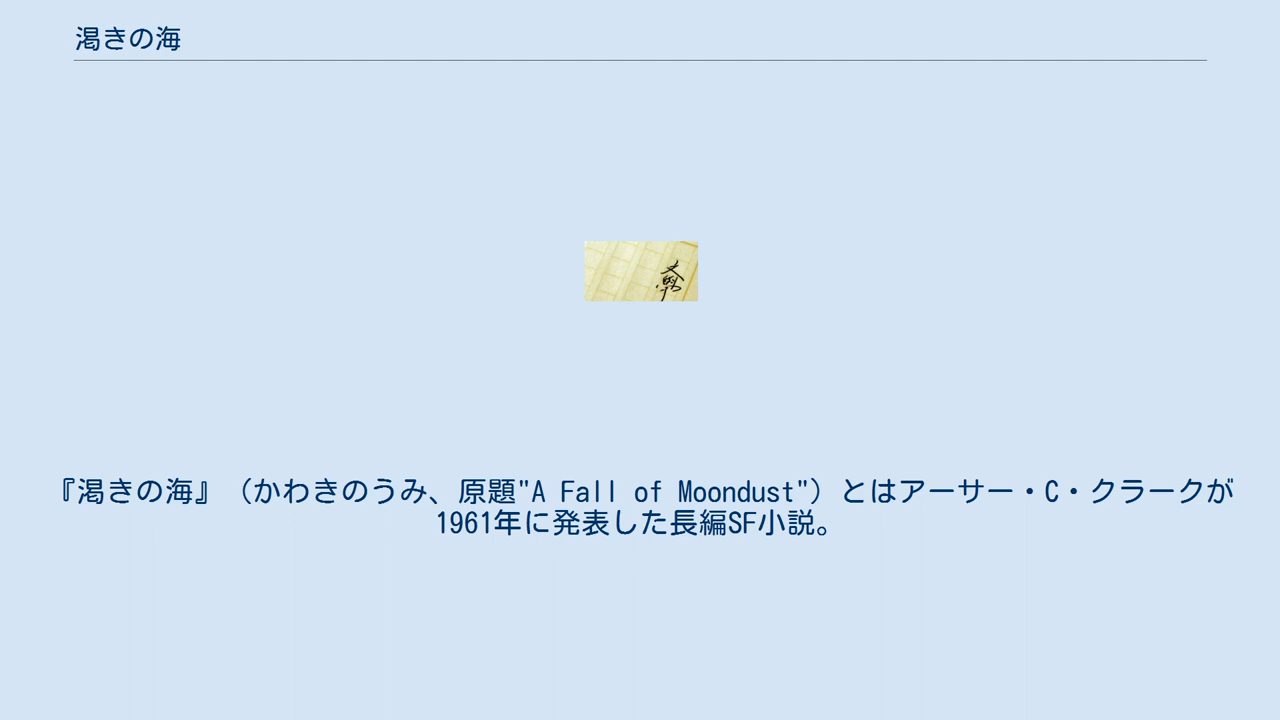 渇きの海
『渇きの海』（かわきのうみ、原題"A Fall of Moondust"）とはアーサー・C・クラークが
1961年に発表した長編SF小説。